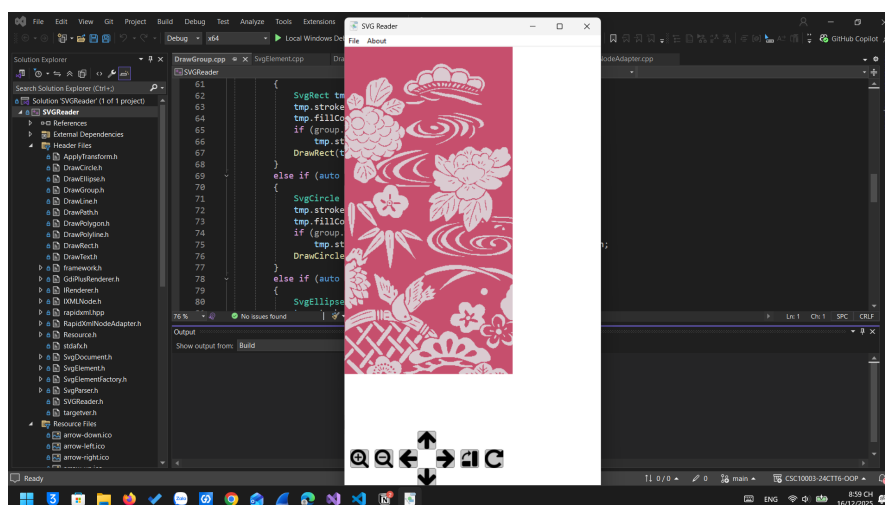 File Edit View Git Project Build Debug Test Analyze Tools Extensions
Debug x64 Local Windows De
GitHub Copilot
Solution Explorer
Search Solution Explorer (Ctrl+;)
Solution 'SVGReader' (1 of 1 project)
SVGReader
References
External Dependencies
Header Files
ApplyTransform.h
DrawCircle.h
DrawEllipse.h
DrawGroup.h
DrawLine.h
DrawPath.h
DrawPolygon.h
DrawPolyline.h
DrawRect.h
DrawText.h
framework.h
GdiPlusRenderer.h
IRenderer.h
IXMLNode.h
rapidxml.hpp
RapidXmlNodeAdapter.h
Resource.h
stdafx.h
SvgDocument.h
SvgElement.h
SvgElementFactory.h
SvgParser.h
SVGReader.h
targetver.h
Resource Files
arrow-down.ico
arrow-left.ico
arrow-right.ico
DrawGroup.cpp SvgElement.cpp Dra
NodeAdapter.cpp
SVGReader
61 {
62 SvgRect tm
63 tmp.stroke
64 tmp.fillCo
65 if (group.
66 tmp.st
67 DrawRect(t
68 }
69 else if (auto
70 {
71 SvgCircle
72 tmp.stroke
73 tmp.fillCo
74 if (group.
75 tmp.st
;
76 DrawCircle
77 }
78 else if (auto
79 {
80 SvgEllipse
76 % No issues found
Ln: 1 Ch: 1 SPC CRLF
Output
Show output from: Build
SVG Reader
File About
Ready
0 / 0 0 main CSC10003-24CTT6-OOP
Zalo
ENG
8:59 CH
16/12/2025